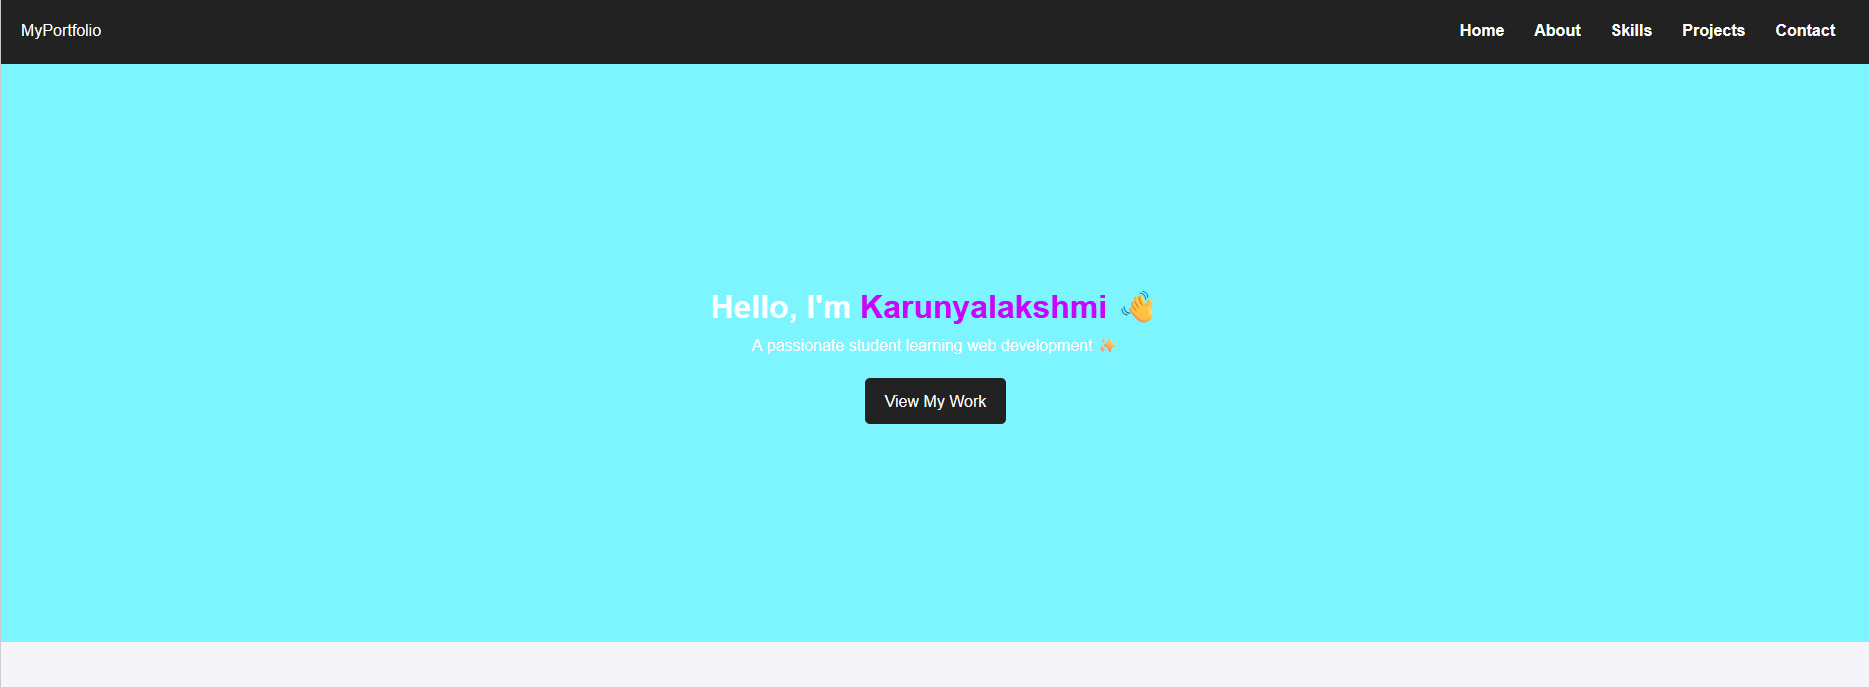 MyPortfolio
Home About Skills Projects Contact
Hello, I'm Karunyalakshmi 👋
A passionate student learning web development ✨
View My Work